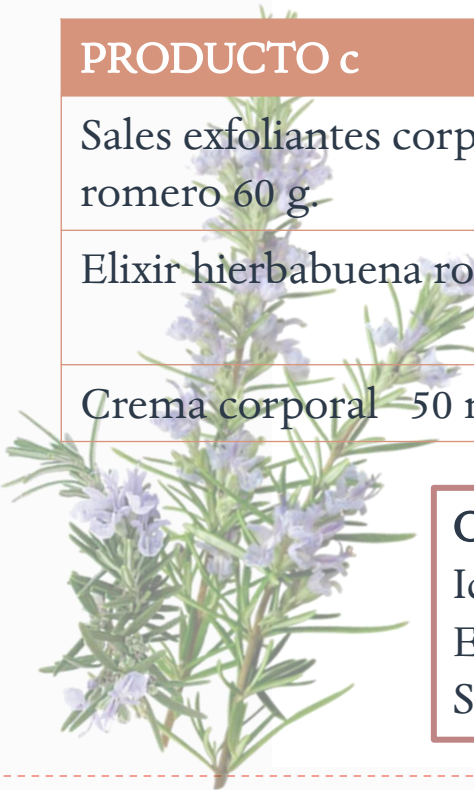 PRODUCTO c
Sales exfoliantes corp
romero 60 g.
Elixir hierbabuena ro
Crema corporal 50